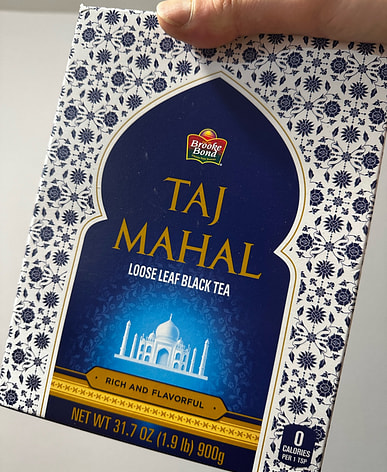 Brooke
Bond
TAJ
MAHAL
LOOSE LEAF BLACK TEA
RICH AND FLAVORFUL
NET WT 31.7 OZ (1.9 lb) 900g
0
CALORIES
PER 1 TSP